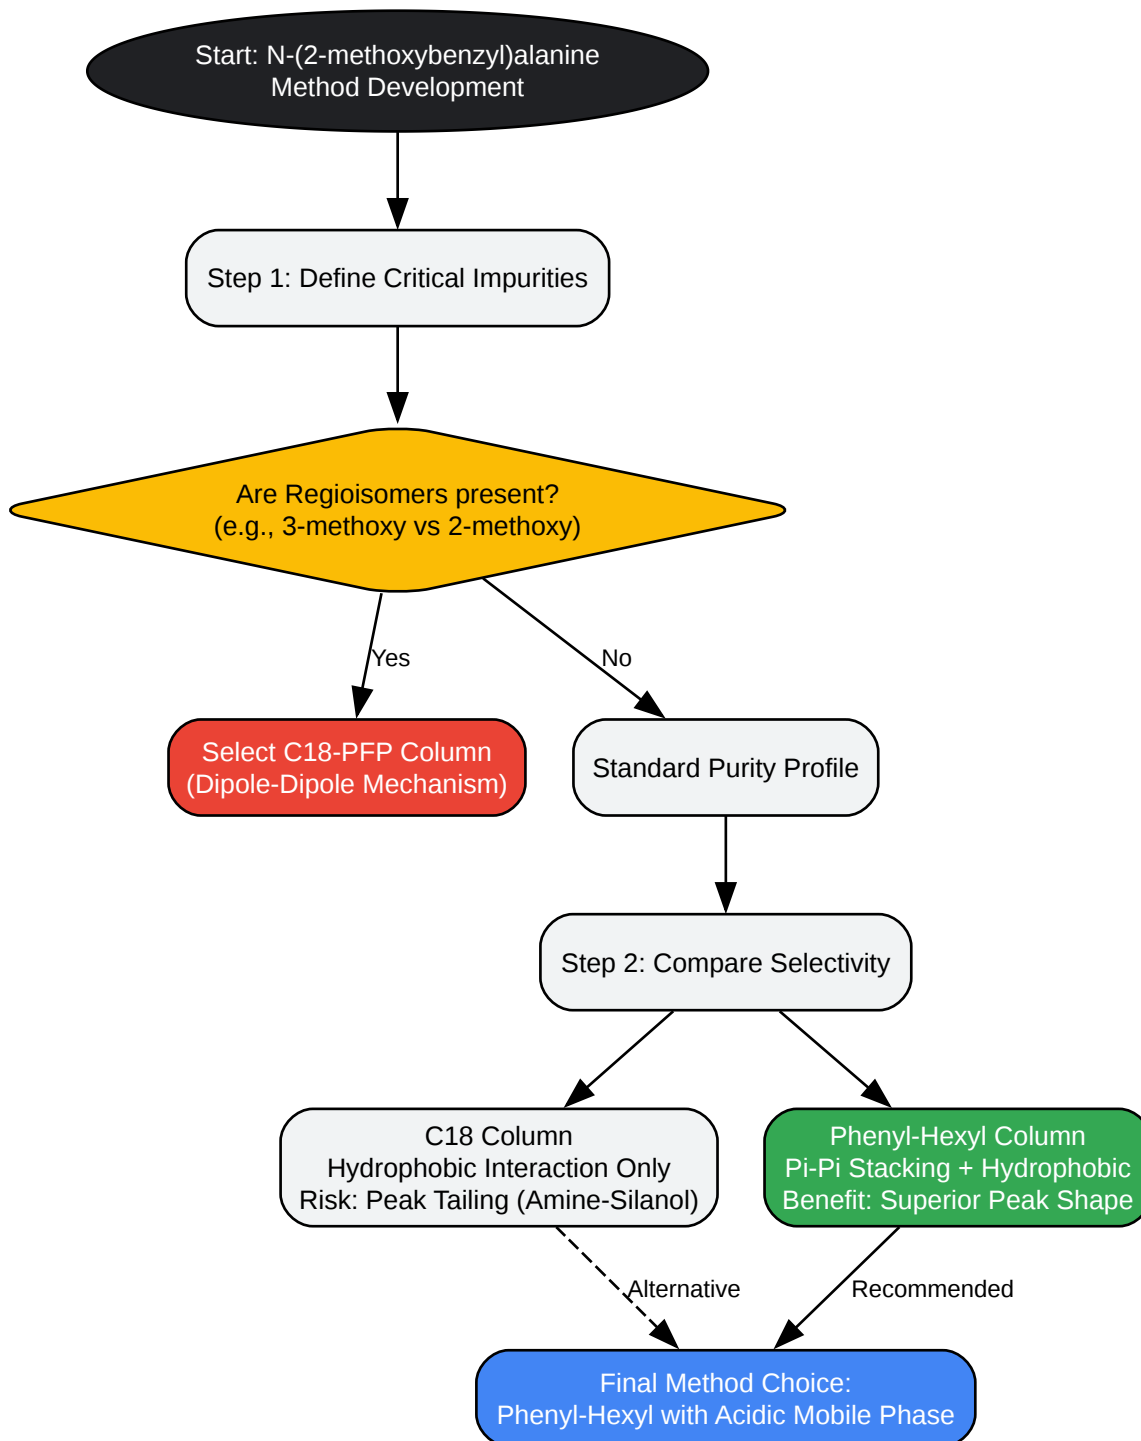 Start: N-(2-methoxybenzyl)alanine
Method Development
Step 1: Define Critical Impurities
Are Regioisomers present?
(e.g., 3-methoxy vs 2-methoxy)
Yes
No
Select C18-PFP Column
(Dipole-Dipole Mechanism)
Standard Purity Profile
Step 2: Compare Selectivity
C18 Column
Hydrophobic Interaction Only
Risk: Peak Tailing (Amine-Silanol)
Phenyl-Hexyl Column
Pi-Pi Stacking + Hydrophobic
Benefit: Superior Peak Shape
Alternative
Recommended
Final Method Choice:
Phenyl-Hexyl with Acidic Mobile Phase